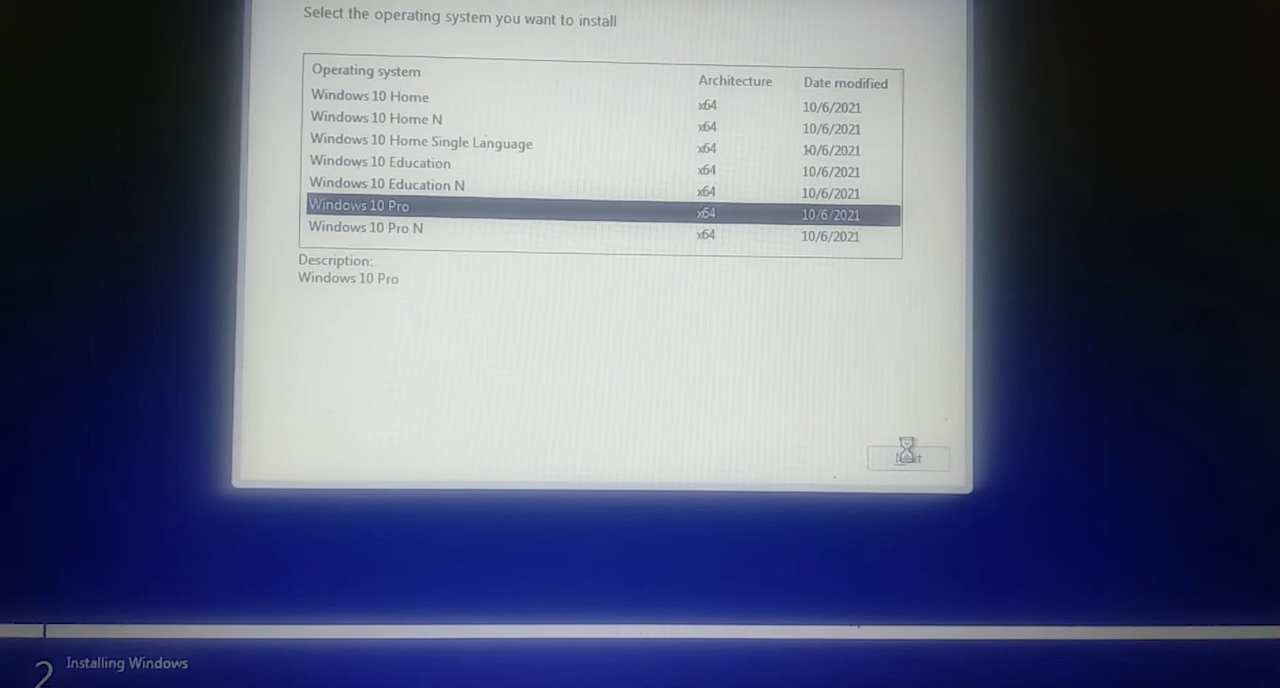 Select the operating system you want to install
Operating system Architecture Date modified
Windows 10 Home x64 10/6/2021
Windows 10 Home N x64 10/6/2021
Windows 10 Home Single Language x64 10/6/2021
Windows 10 Education x64 10/6/2021
Windows 10 Education N x64 10/6/2021
Windows 10 Pro x64 10/6/2021
Windows 10 Pro N x64 10/6/2021
Description:
Windows 10 Pro
Next
2 Installing Windows